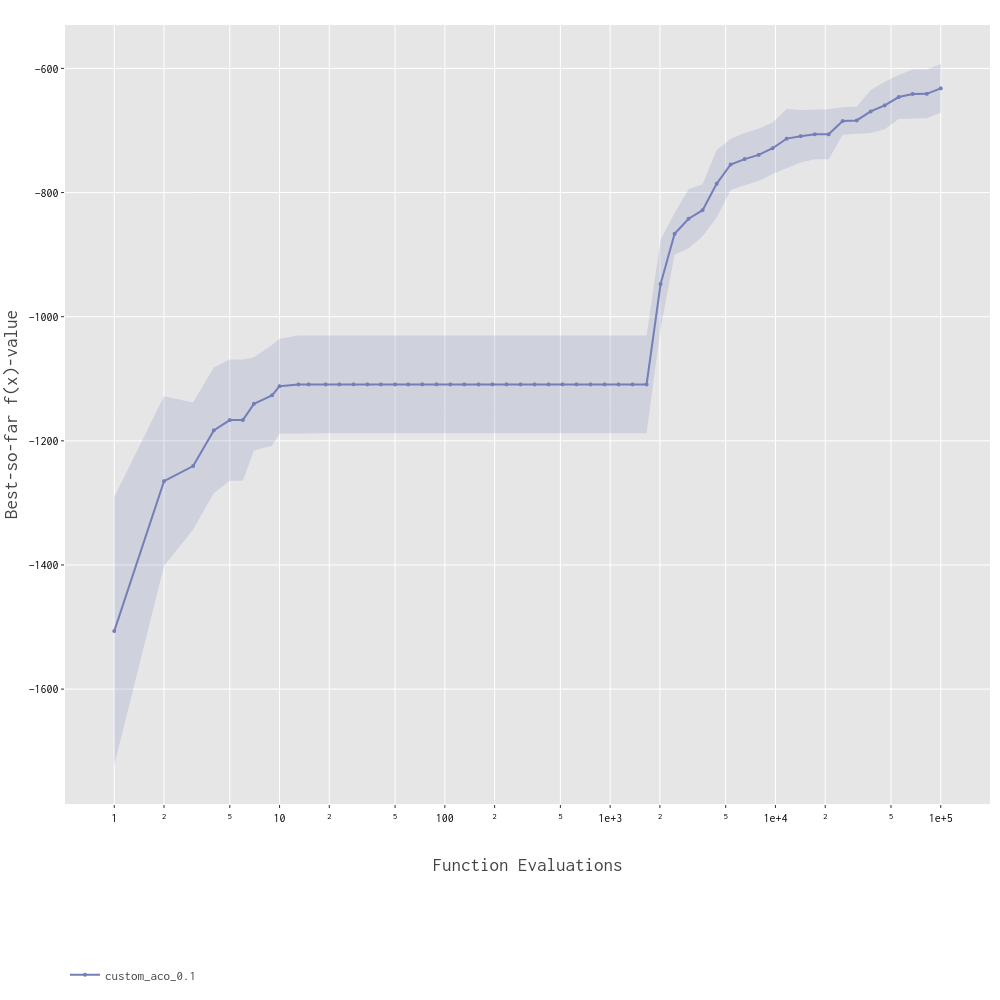 −600
−800
−1000
−1200
−1400
−1600
Best-so-far f(x)-value
1 2 5 10 2 5 100 2 5 1e+3 2 5 1e+4 2 5 1e+5
Function Evaluations
custom_aco_0.1